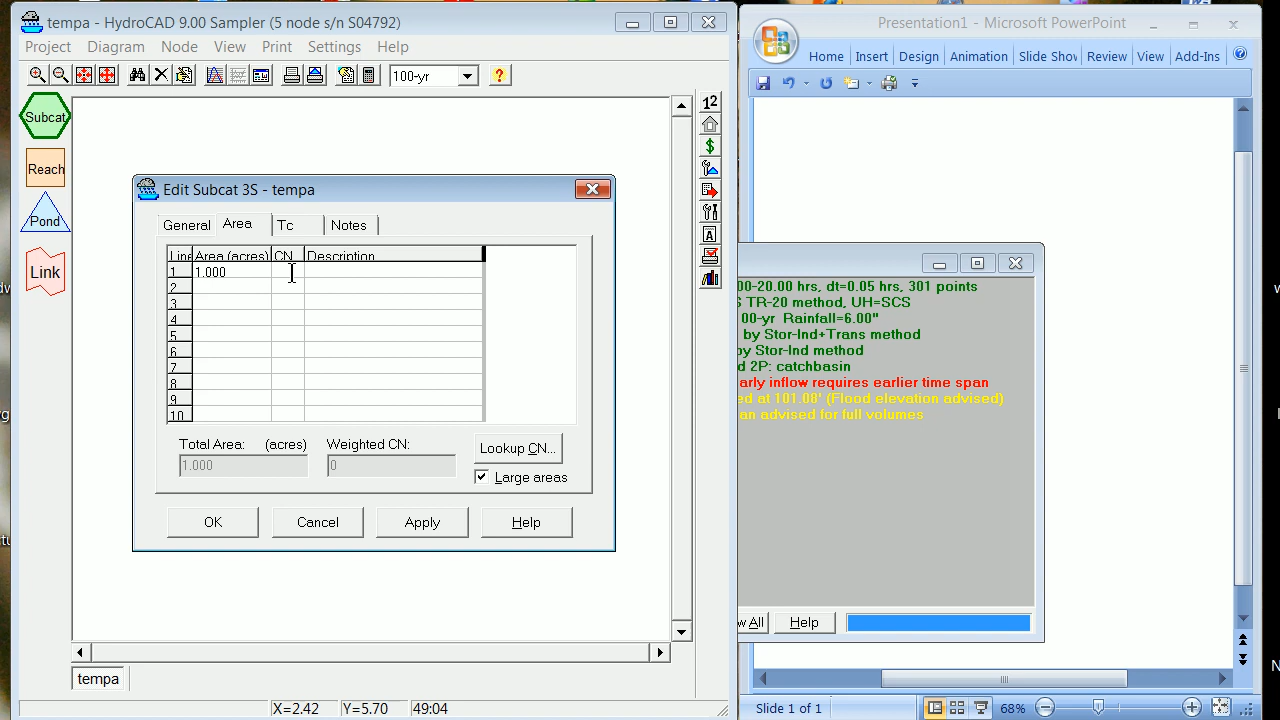 tempa - HydroCAD 9.00 Sampler (5 node s/n S04792)
Project Diagram Node View Print Settings Help
100-yr
Subcat
Reach
Pond
Link
Edit Subcat 3S - tempa
General Area Tc Notes
Line Area (acres) CN Description
1 1.000
2
3
4
5
6
7
8
9
10
Total Area: (acres) Weighted CN:
1.000 0
Lookup CN...
Large areas
OK Cancel Apply Help
tempa
X=2.42 Y=5.70 49:04
12
$
A
Presentation1 - Microsoft PowerPoint
Home Insert Design Animation Slide Shov Review View Add-Ins
00-20.00 hrs, dt=0.05 hrs, 301 points
TR-20 method, UH=SCS
00-yr Rainfall=6.00"
by Stor-Ind+Trans method
by Stor-Ind method
d 2P: catchbasin
arly inflow requires earlier time span
ed at 101.08' (Flood elevation advised)
an advised for full volumes
w All Help
Slide 1 of 1 68%